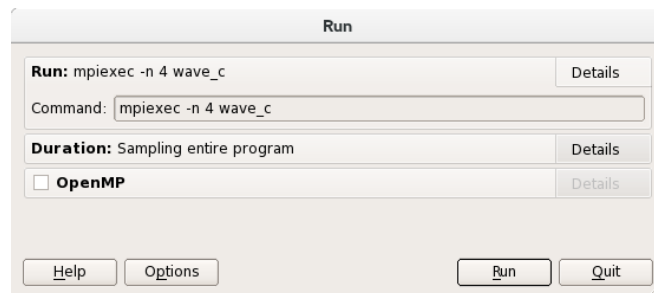 Run
Run: mpiexec -n 4 wave_c
Details
Command: mpiexec -n 4 wave_c
Duration: Sampling entire program
Details
OpenMP
Details
Help
Options
Run
Quit